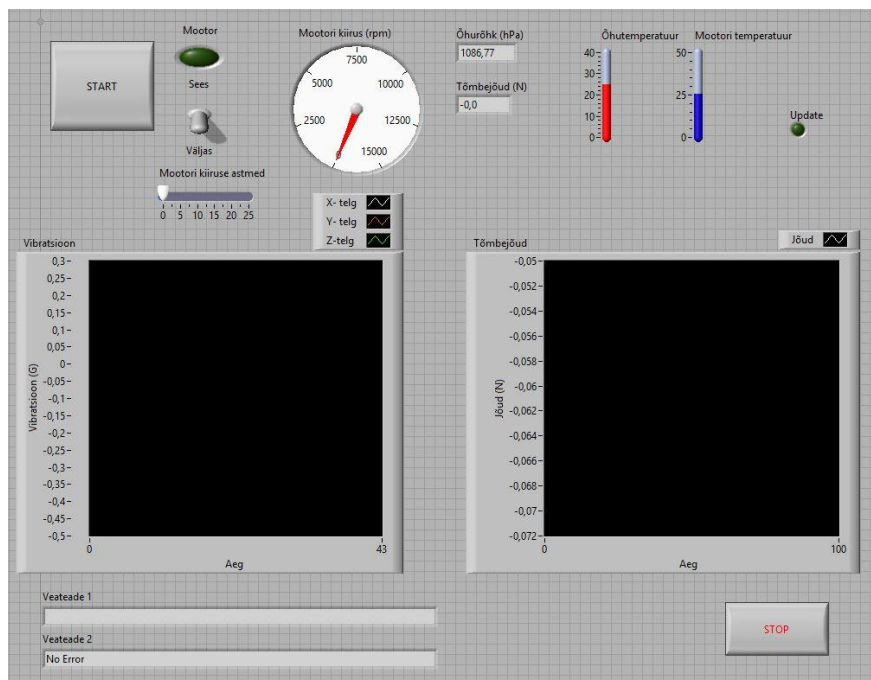 START
Mootor
Sees
Väljas
Mootori kiiruse astmed
0 5 10 15 20 25
Mootori kiirus (rpm)
0
2500
5000
7500
10000
12500
15000
Õhurõhk (hPa)
1086,77
Tõmbejõud (N)
-0,0
Õhutemperatuur
40
30
20
10
0
Mootori temperatuur
50
25
0
Update
X- telg
Y- telg
Z-telg
Vibratsioon
Vibratsioon (G)
0,3
0,25
0,2
0,15
0,1
0,05
0
-0,05
-0,1
-0,15
-0,2
-0,25
-0,3
-0,35
-0,4
-0,45
-0,5
0 43
Aeg
Tõmbejõud
Jõud
Jõud (N)
-0,05
-0,052
-0,054
-0,056
-0,058
-0,06
-0,062
-0,064
-0,066
-0,068
-0,07
-0,072
0 100
Aeg
Veateade 1
Veateade 2
No Error
STOP